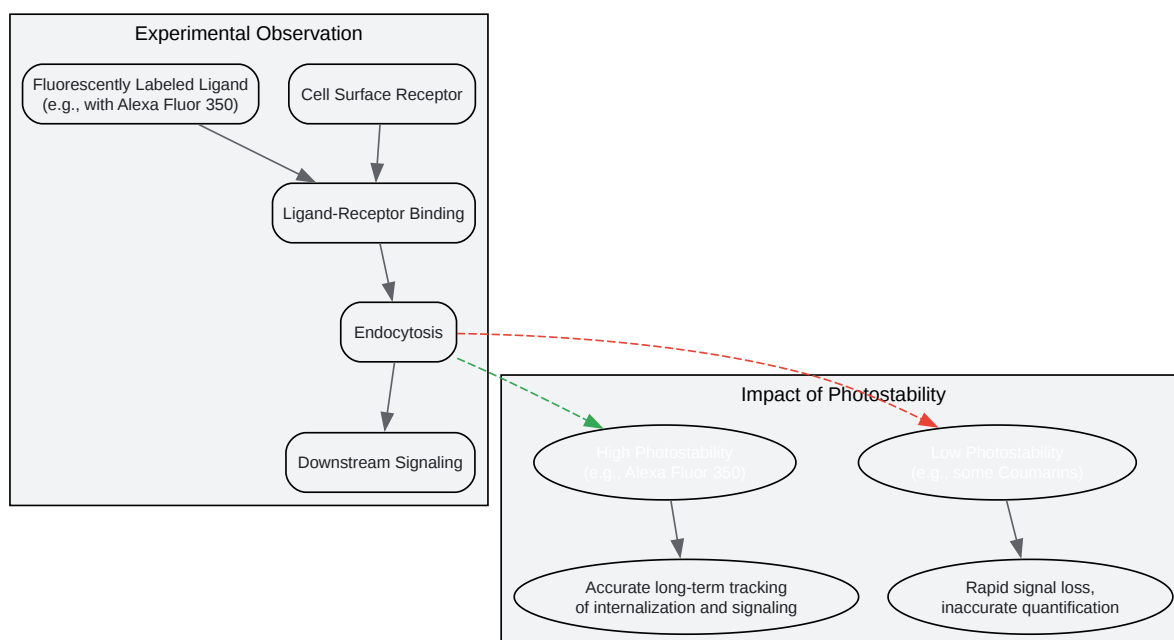 Experimental Observation
Fluorescently Labeled Ligand
(e.g., with Alexa Fluor 350)
Cell Surface Receptor
Ligand-Receptor Binding
Endocytosis
Downstream Signaling
Impact of Photostability
High Photostability
(e.g., Alexa Fluor 350)
Low Photostability
(e.g., some Coumarins)
Accurate long-term tracking
of internalization and signaling
Rapid signal loss,
inaccurate quantification